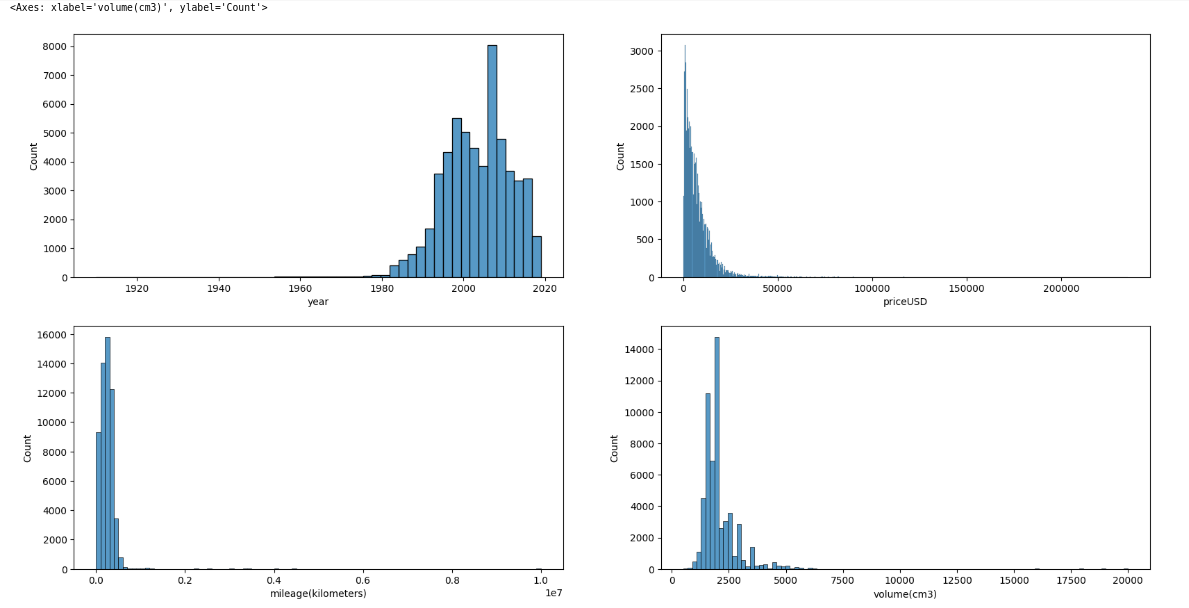 <Axes: xlabel='volume(cm3)', ylabel='Count'>
8000
7000
6000
5000
4000
3000
2000
1000
0
Count
1920 1940 1960 1980 2000 2020
year
3000
2500
2000
1500
1000
500
0
Count
0 50000 100000 150000 200000
priceUSD
16000
14000
12000
10000
8000
6000
4000
2000
0
Count
0.0 0.2 0.4 0.6 0.8 1.0
1e7
mileage(kilometers)
14000
12000
10000
8000
6000
4000
2000
0
Count
0 2500 5000 7500 10000 12500 15000 17500 20000
volume(cm3)